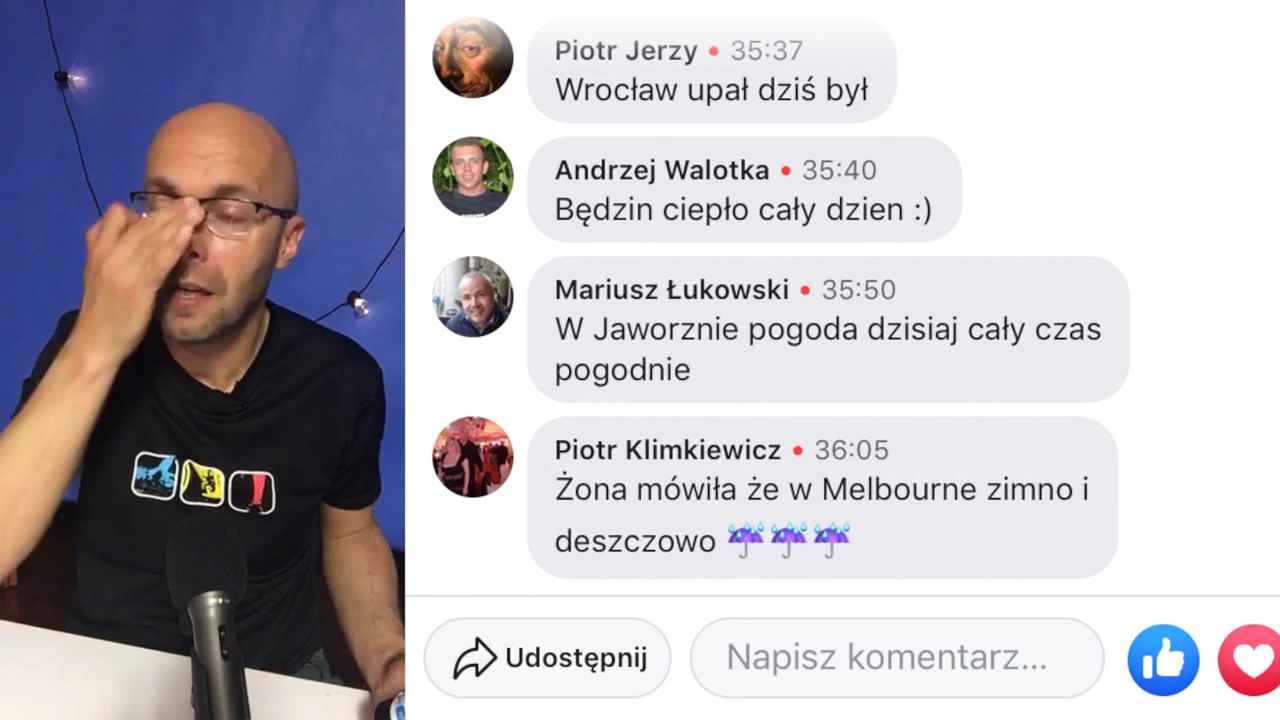 Piotr Jerzy • 35:37
Wrocław upał dziś był
Andrzej Walotka • 35:40
Będzin ciepło cały dzien :)
Mariusz Łukowski • 35:50
W Jaworznie pogoda dzisiaj cały czas
pogodnie
Piotr Klimkiewicz • 36:05
Żona mówiła że w Melbourne zimno i
deszczowo ☔☔☔
Udostępnij
Napisz komentarz...